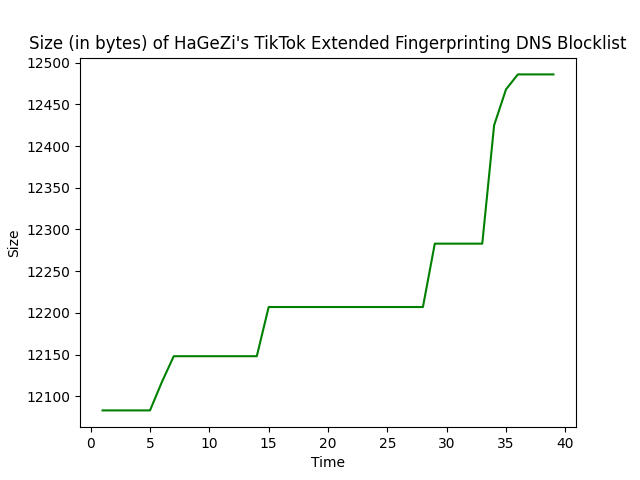 Size (in bytes) of HaGeZi's TikTok Extended Fingerprinting DNS Blocklist
12500
12450
12400
12350
12300
12250
12200
12150
12100
Size
0 5 10 15 20 25 30 35 40
Time